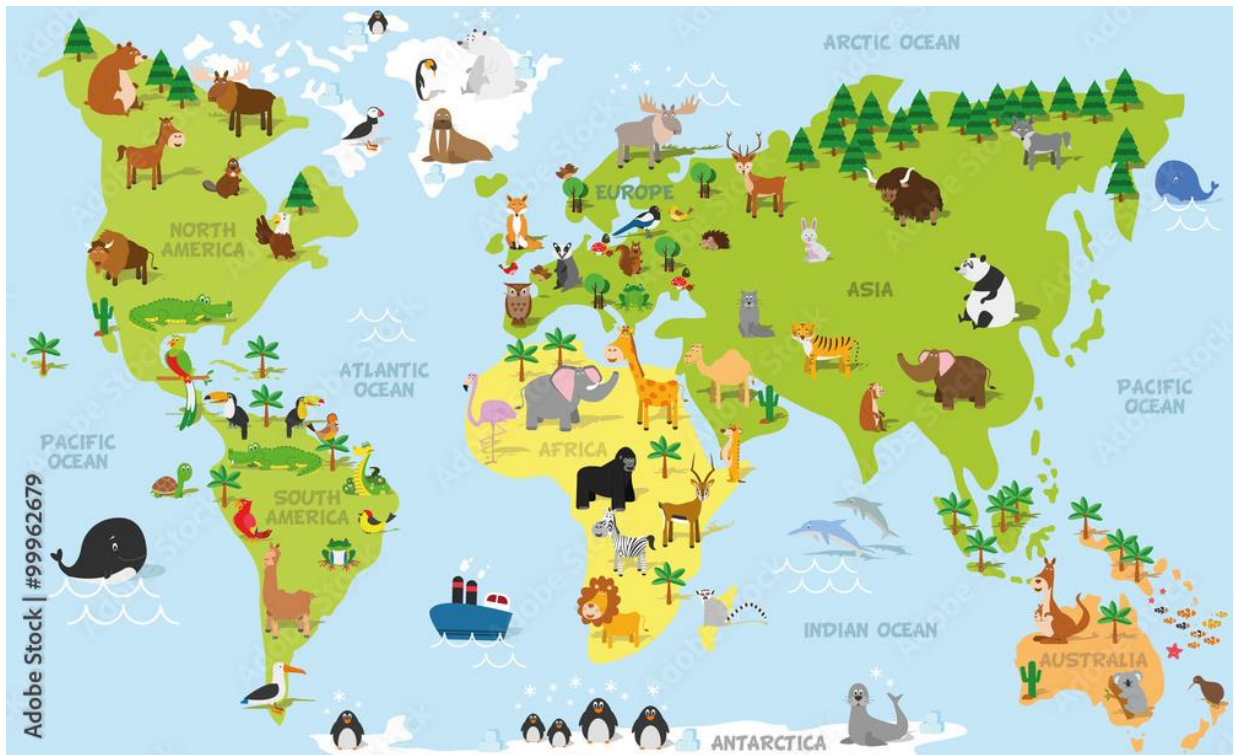 ARCTIC OCEAN
EUROPE
NORTH
AMERICA
ASIA
ATLANTIC
OCEAN
PACIFIC
OCEAN
PACIFIC
OCEAN
AFRICA
SOUTH
AMERICA
INDIAN OCEAN
AUSTRALIA
ANTARCTICA
Adobe Stock | #99962679